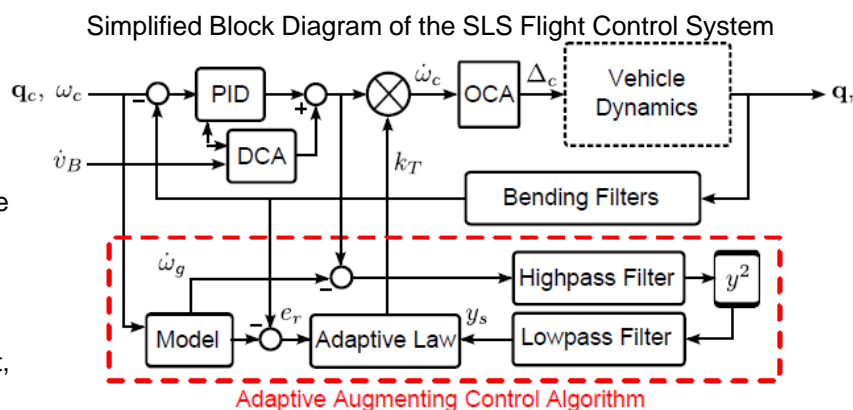 Simplified Block Diagram of the SLS Flight Control System
q_c, ω_c
PID
ω̇_c
OCA
Δ_c
Vehicle
Dynamics
q,
+
v̇_B
DCA
k_T
Bending Filters
e
ω̇_g
Highpass Filter
y²
Model
e_r
Adaptive Law
y_s
Lowpass Filter
t,
Adaptive Augmenting Control Algorithm